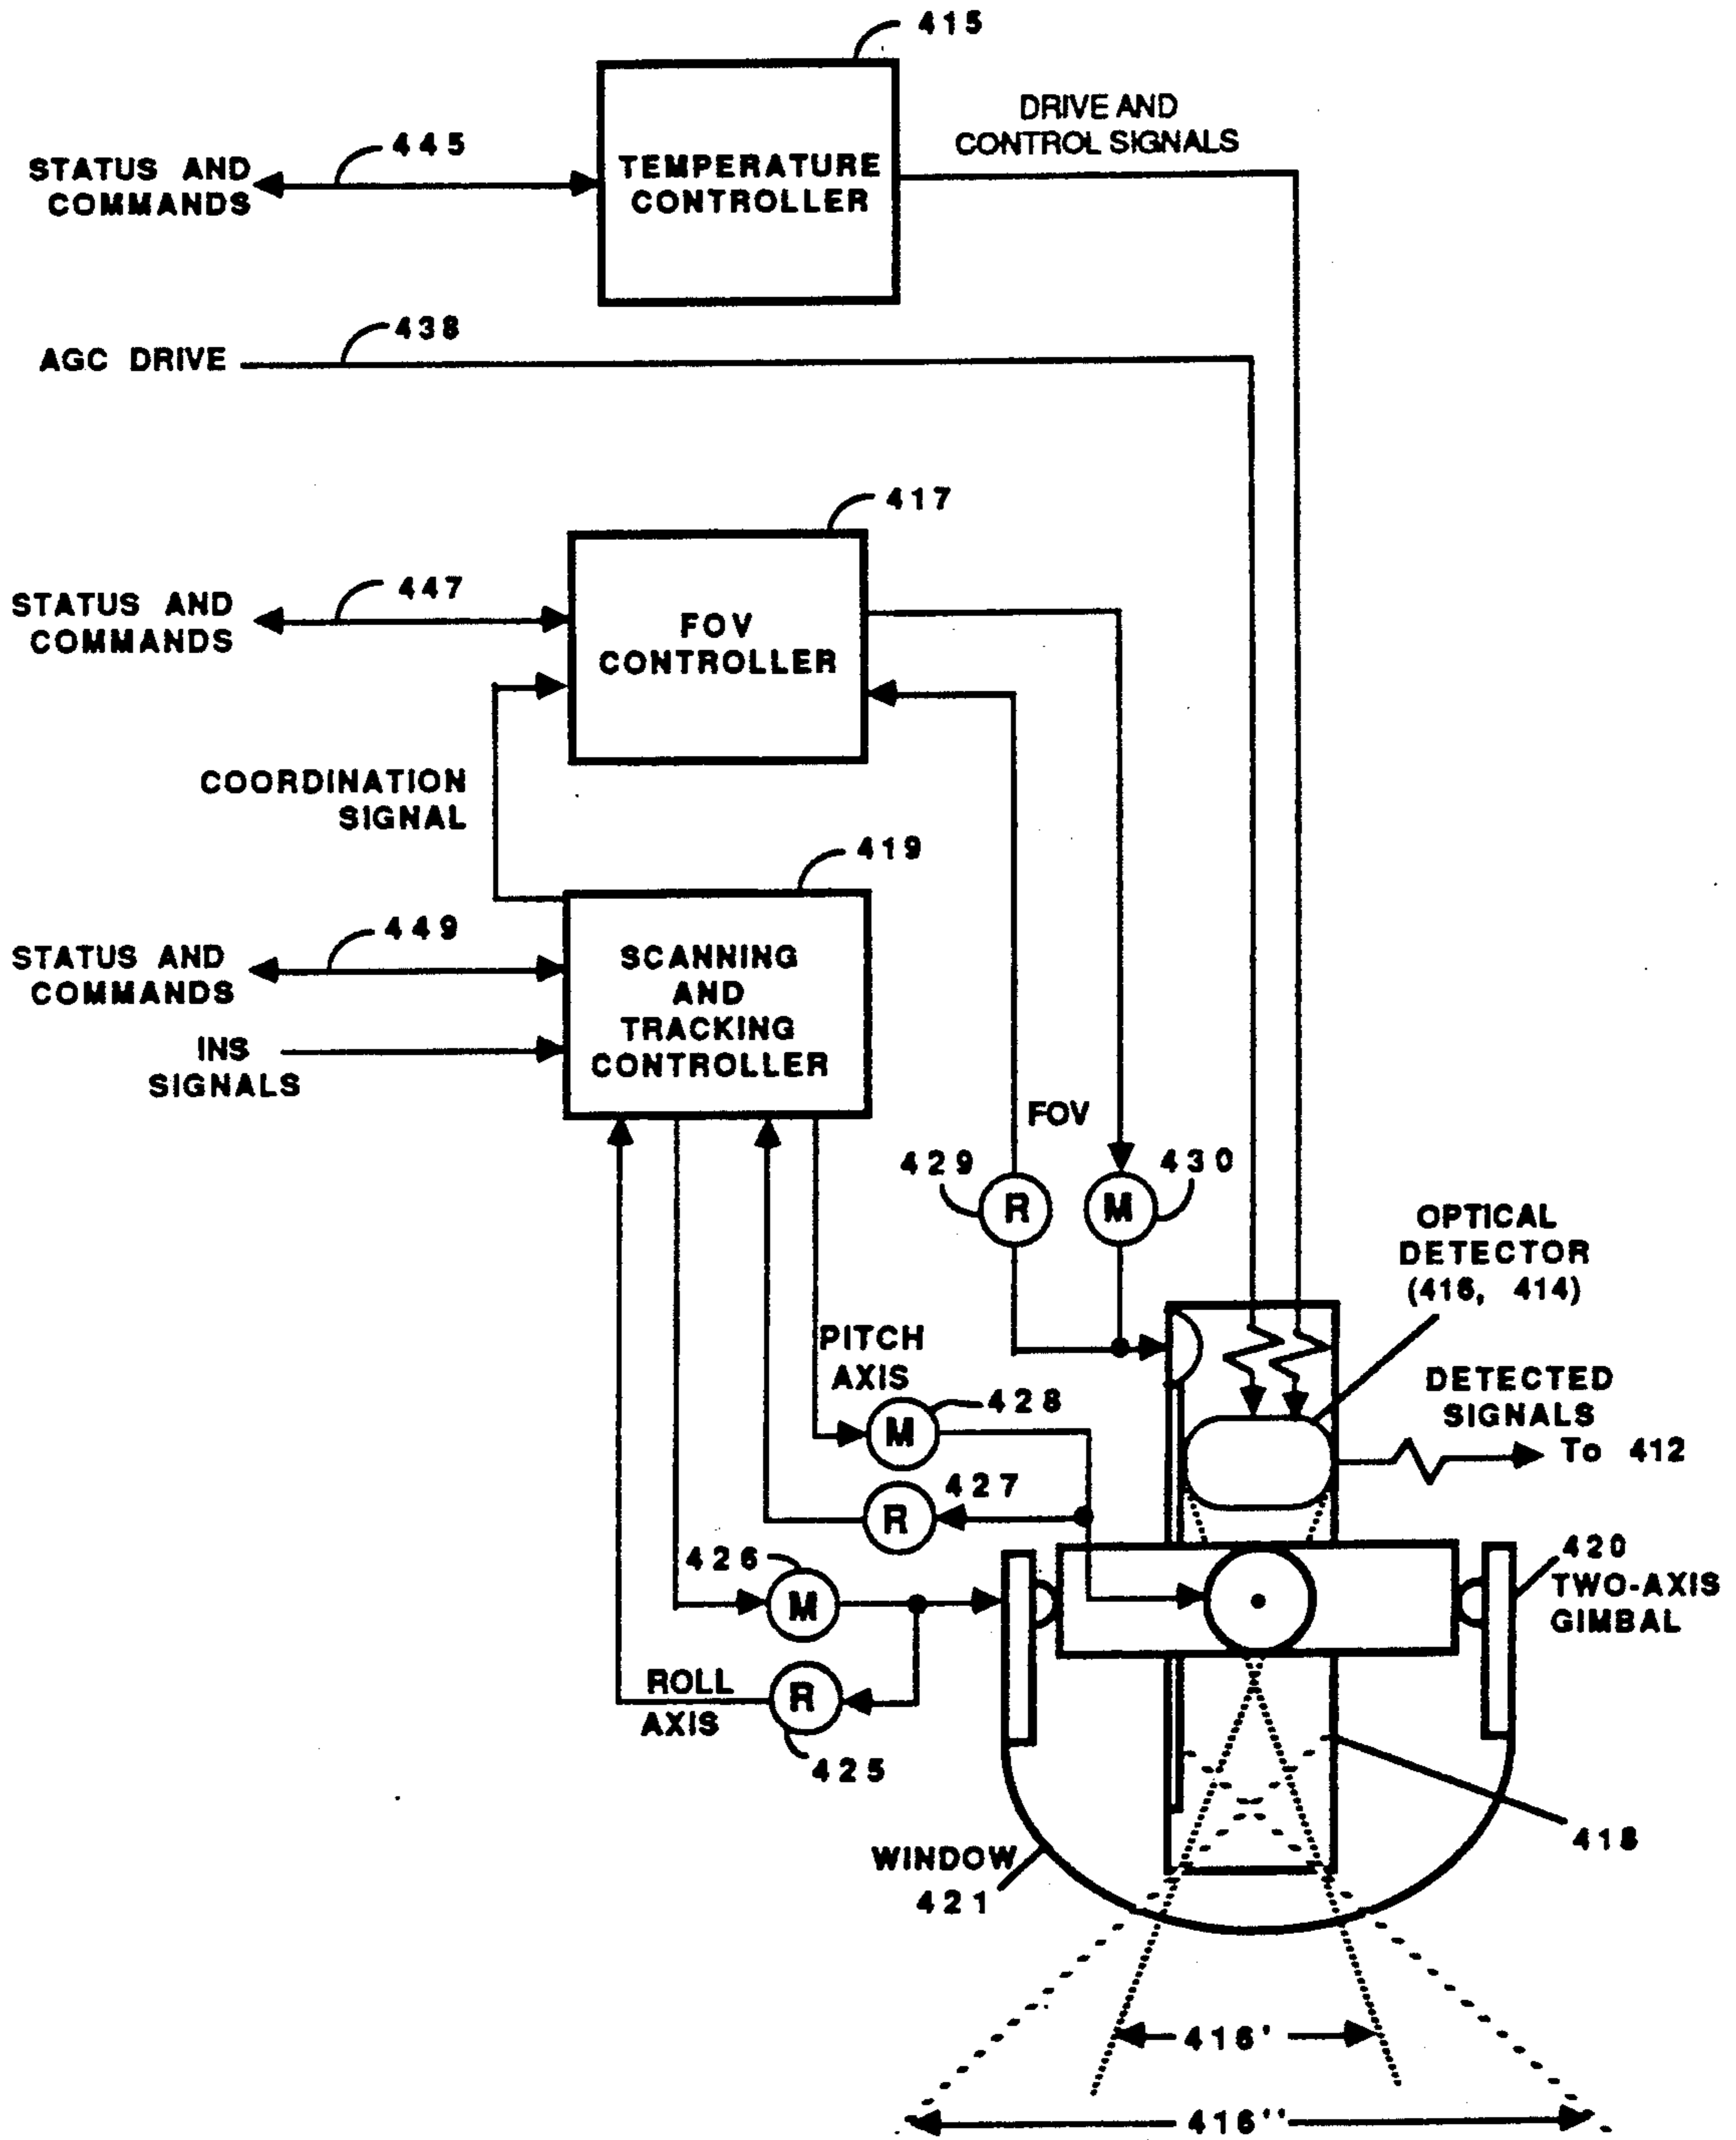 415
DRIVE AND
CONTROL SIGNALS
445
STATUS AND
COMMANDS
TEMPERATURE
CONTROLLER
438
AGC DRIVE
417
447
STATUS AND
COMMANDS
FOV
CONTROLLER
COORDINATION
SIGNAL
419
449
STATUS AND
COMMANDS
SCANNING
AND
TRACKING
CONTROLLER
INS
SIGNALS
FOV
429
430
R
M
OPTICAL
DETECTOR
(416, 414)
PITCH
AXIS
428
M
DETECTED
SIGNALS
To 412
427
R
426
M
420
TWO-AXIS
GIMBAL
ROLL
AXIS
R
425
418
WINDOW
421
416'
416''